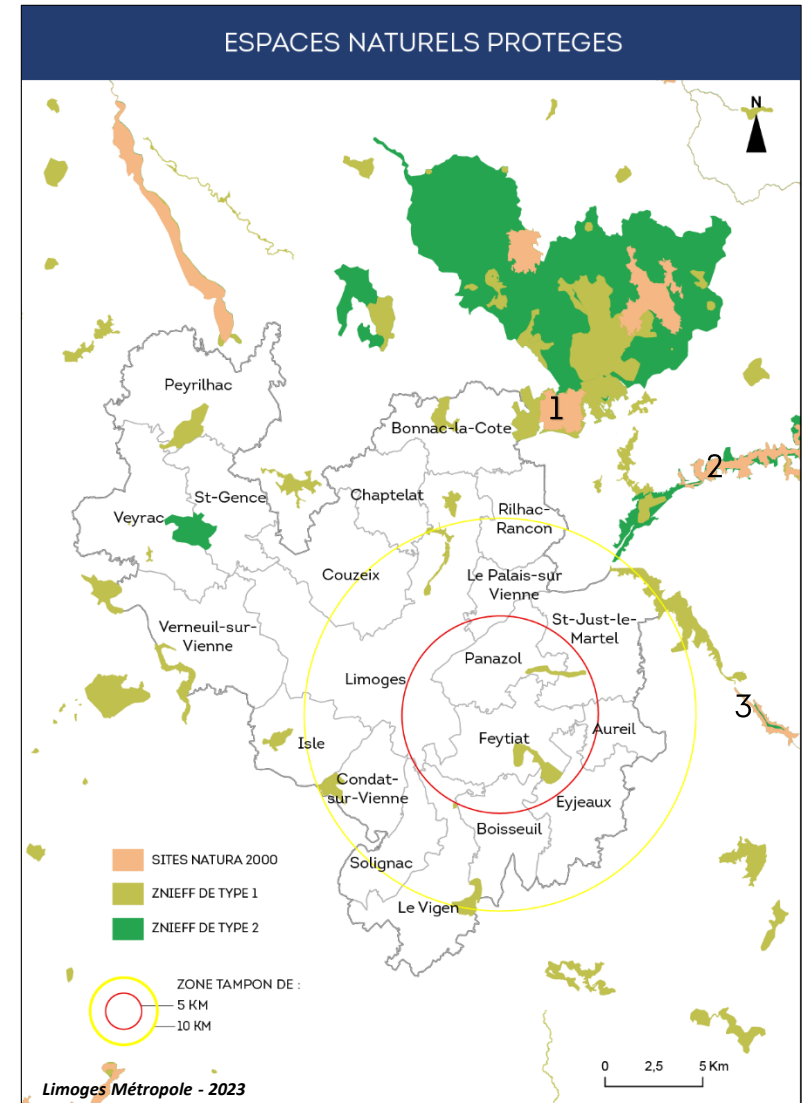 ESPACES NATURELS PROTEGES
N
Peyrilhac
1
Bonnac-la-Cote
2
St-Gence
Chaptelat
Rilhac-
Rancon
Veyrac
Couzeix
Le Palais-sur
Vienne
St-Just-le-
Martel
Verneuil-sur-
Vienne
Panazol
Limoges
3
Feytiat
Aureil
Isle
Condat-
sur-Vienne
Eyjeaux
Boisseuil
Solignac
Le Vigen
SITES NATURA 2000
ZNIEFF DE TYPE 1
ZNIEFF DE TYPE 2
ZONE TAMPON DE :
5 KM
10 KM
0 2,5 5 Km
Limoges Métropole - 2023